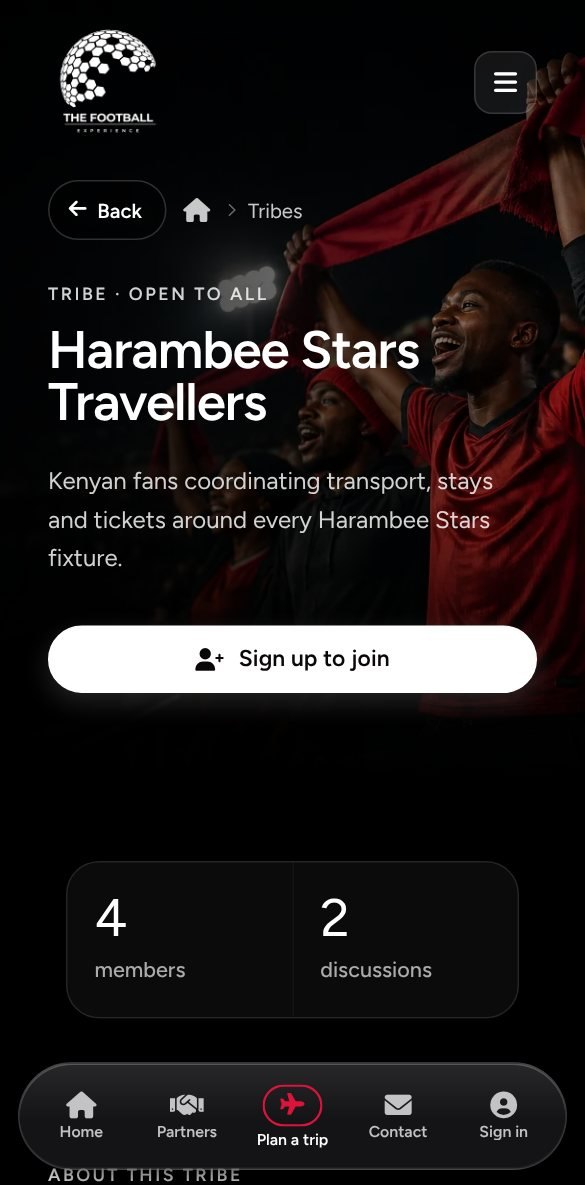 THE FOOTBALL
EXPERIENCE
Back
Tribes
TRIBE · OPEN TO ALL
Harambee Stars
Travellers
Kenyan fans coordinating transport, stays
and tickets around every Harambee Stars
fixture.
Sign up to join
4
members
2
discussions
Home
Partners
Plan a trip
Contact
Sign in
ABOUT THIS TRIBE